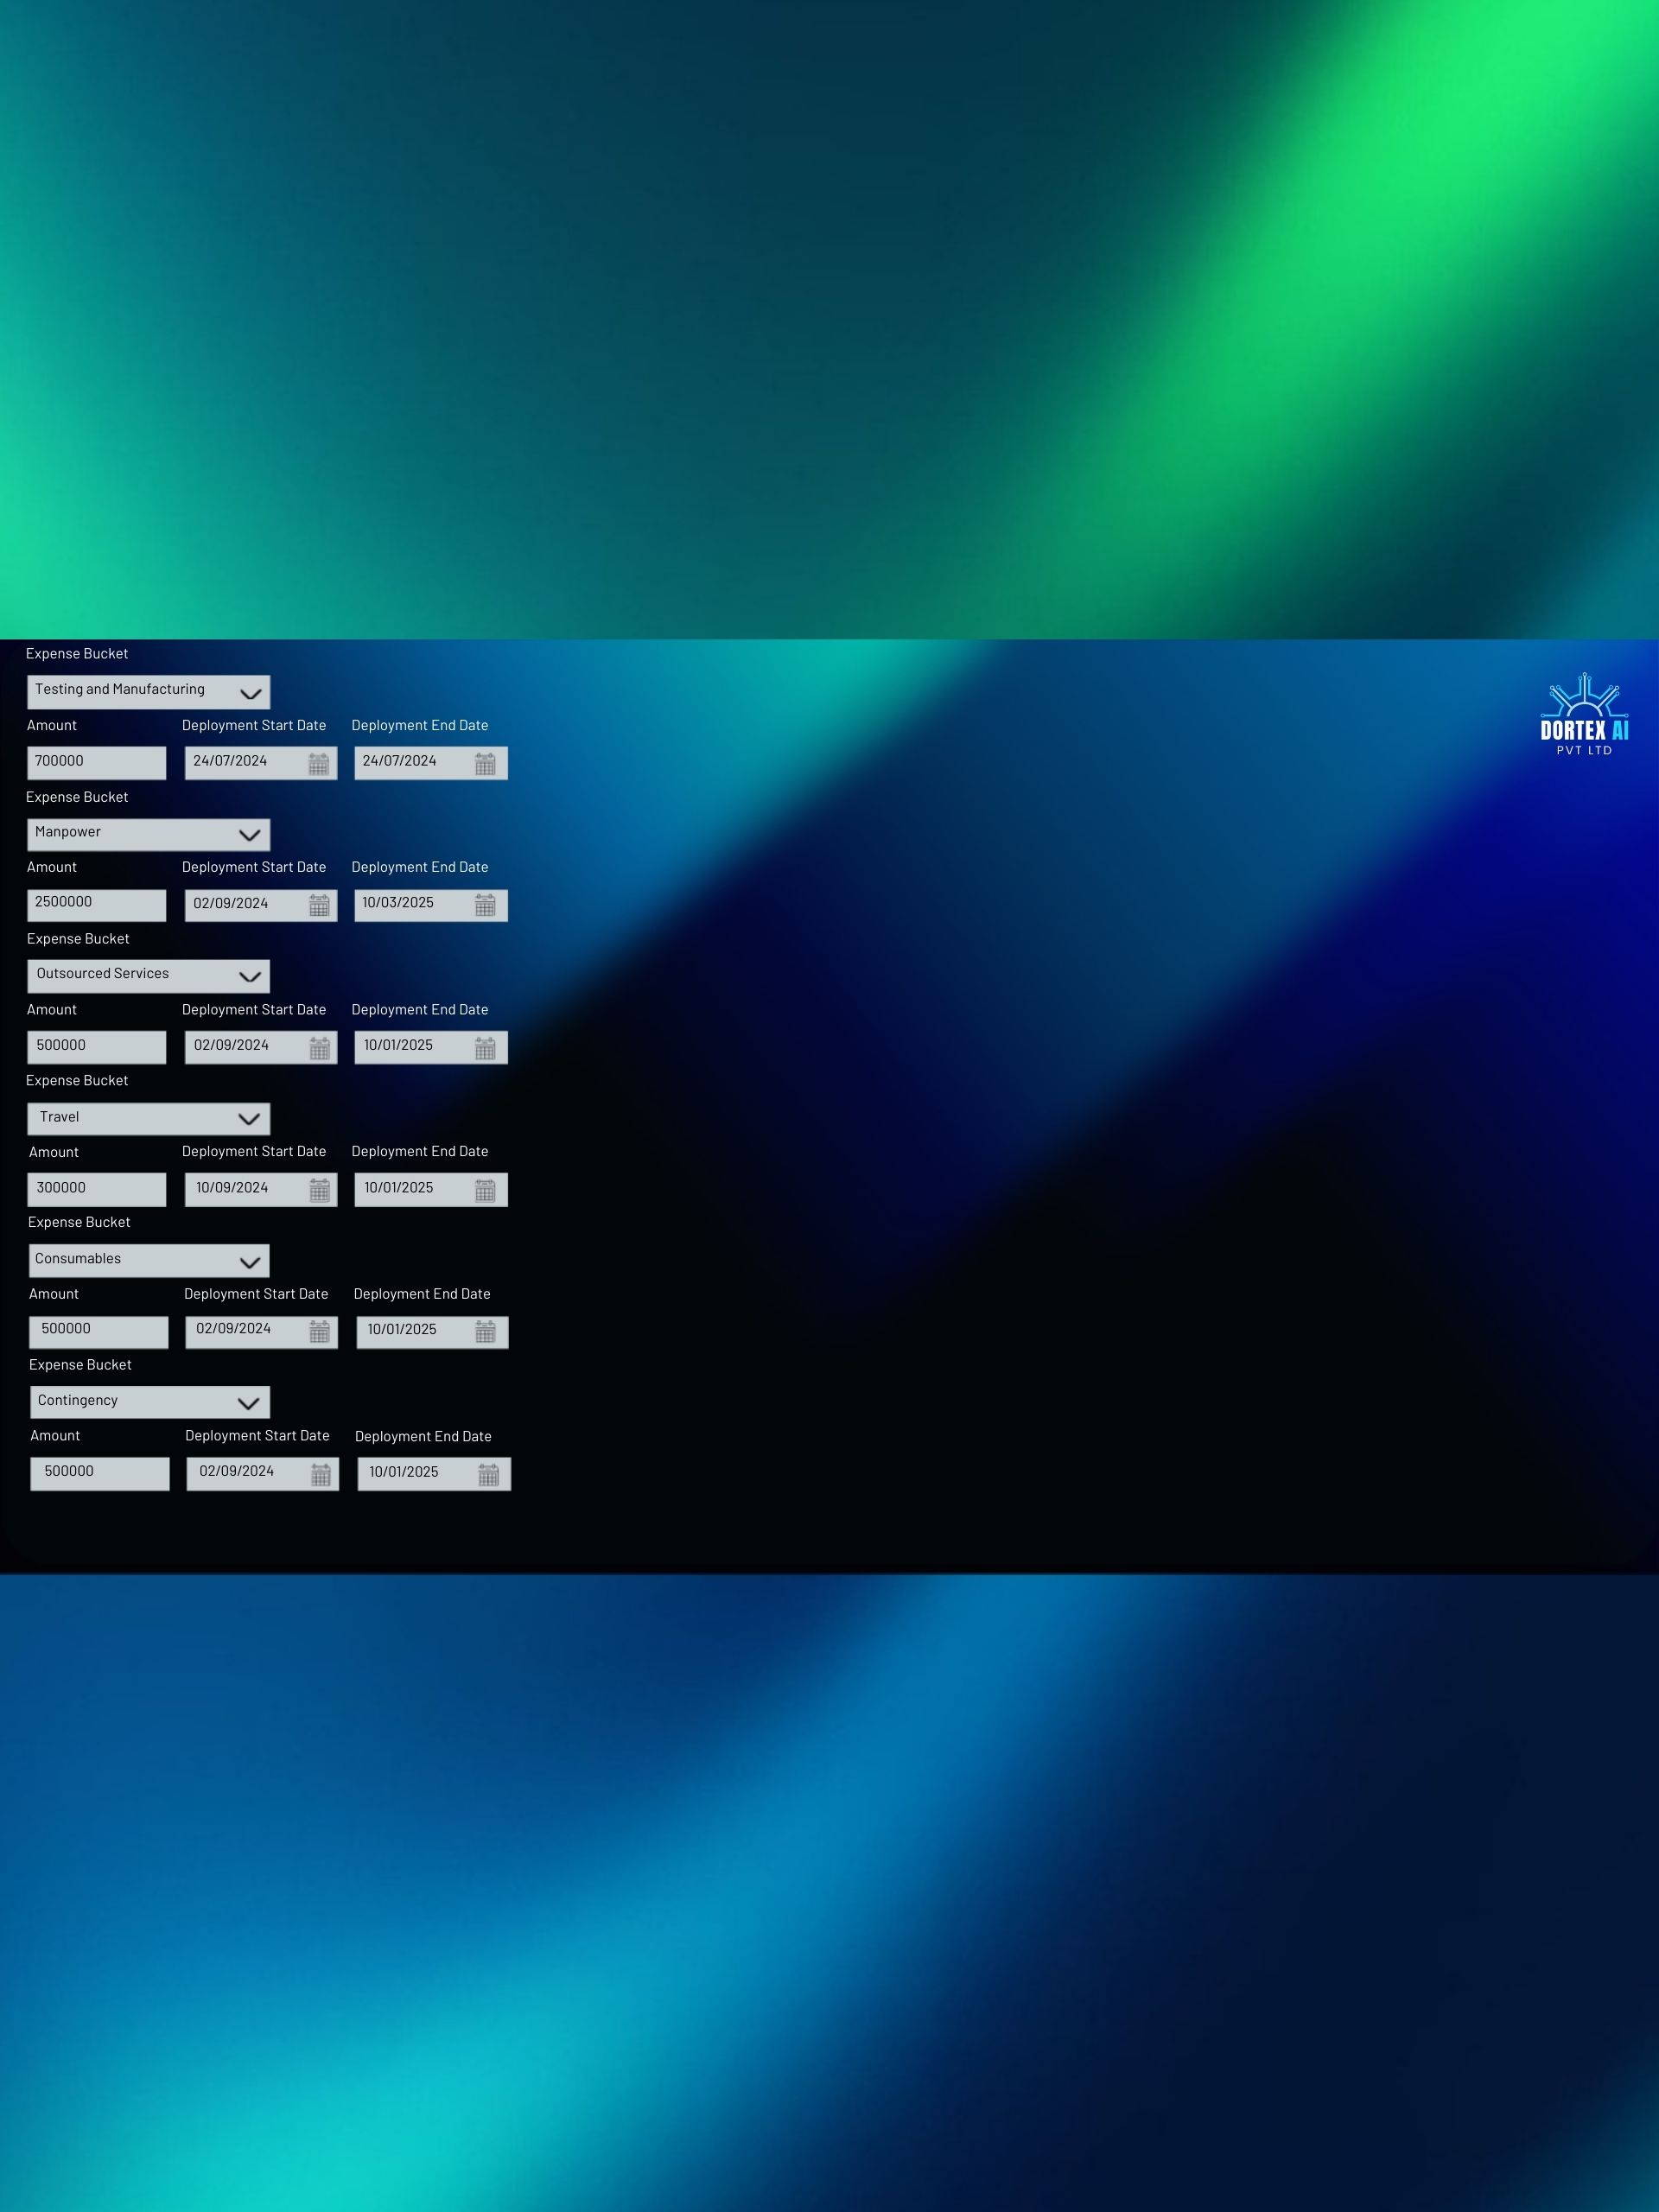 Expense Bucket
Testing and Manufacturing
Amount Deployment Start Date Deployment End Date
700000 24/07/2024 24/07/2024
Expense Bucket
Manpower
Amount Deployment Start Date Deployment End Date
2500000 02/09/2024 10/03/2025
Expense Bucket
Outsourced Services
Amount Deployment Start Date Deployment End Date
500000 02/09/2024 10/01/2025
Expense Bucket
Travel
Amount Deployment Start Date Deployment End Date
300000 10/09/2024 10/01/2025
Expense Bucket
Consumables
Amount Deployment Start Date Deployment End Date
500000 02/09/2024 10/01/2025
Expense Bucket
Contingency
Amount Deployment Start Date Deployment End Date
500000 02/09/2024 10/01/2025
DORTEX AI
PVT LTD